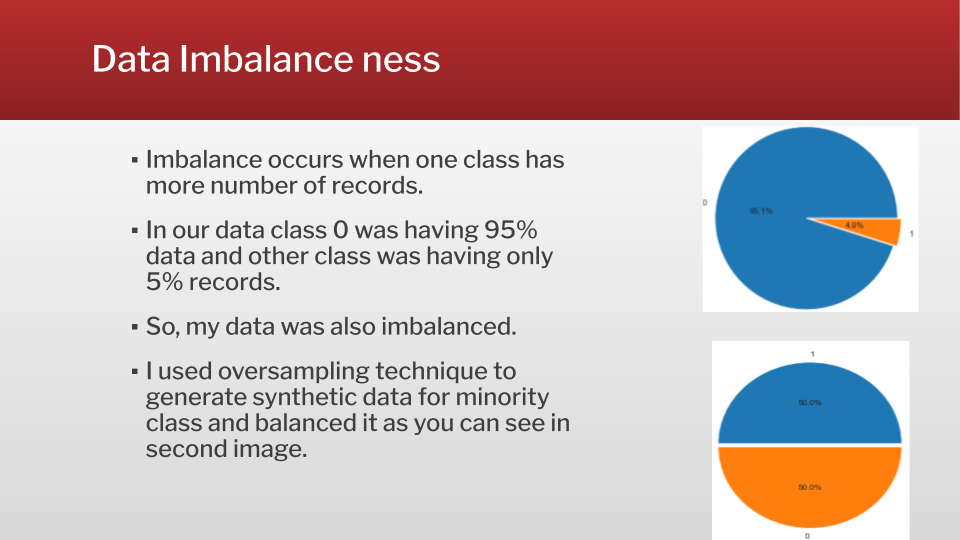 Data Imbalance ness
▪ Imbalance occurs when one class has
more number of records.
▪ In our data class 0 was having 95%
data and other class was having only
5% records.
▪ So, my data was also imbalanced.
▪ I used oversampling technique to
generate synthetic data for minority
class and balanced it as you can see in
second image.
0
95.1%
4.9%
1
1
50.0%
50.0%
0